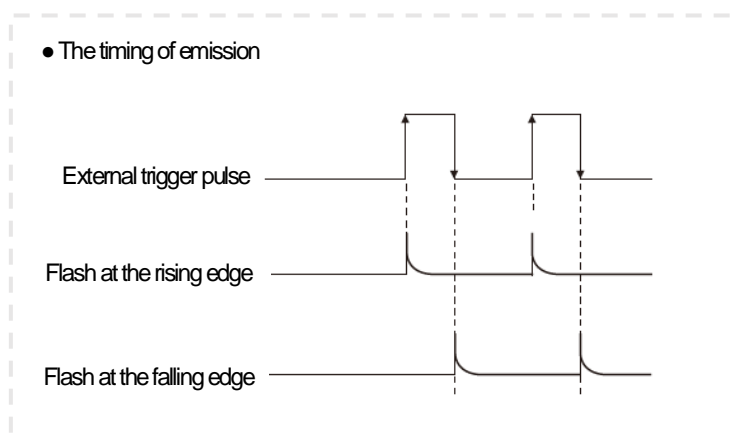 ● The timing of emission
External trigger pulse
Flash at the rising edge
Flash at the falling edge